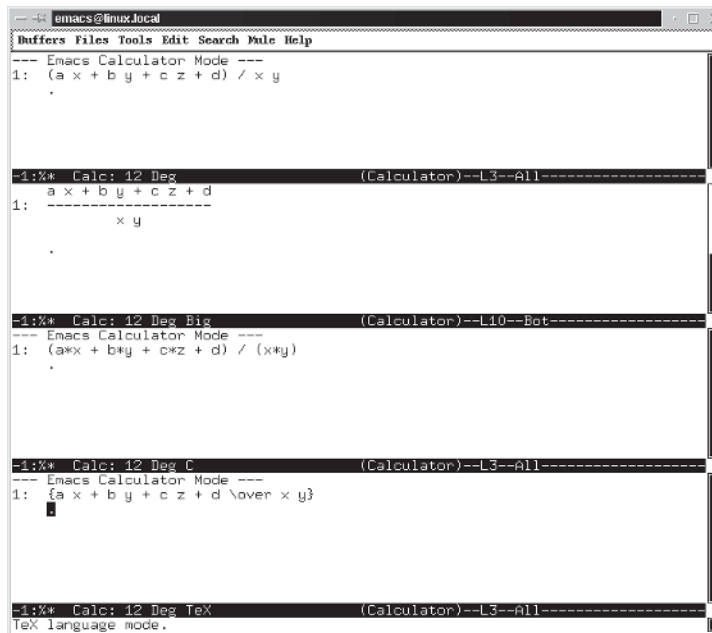 emacs@linux.local
Buffers Files Tools Edit Search Mule Help
--- Emacs Calculator Mode ---
1:  (a x + b y + c z + d) / x y
    .
-1:%*  Calc: 12 Deg                 (Calculator)--L3--All--------------------
    a x + b y + c z + d
1:  -------------------
           x y
    .
-1:%*  Calc: 12 Deg Big             (Calculator)--L10--Bot-------------------
--- Emacs Calculator Mode ---
1:  (a*x + b*y + c*z + d) / (x*y)
    .
-1:%*  Calc: 12 Deg C               (Calculator)--L3--All--------------------
--- Emacs Calculator Mode ---
1:  {a x + b y + c z + d \over x y}
    .
-1:%*  Calc: 12 Deg TeX             (Calculator)--L3--All--------------------
TeX language mode.